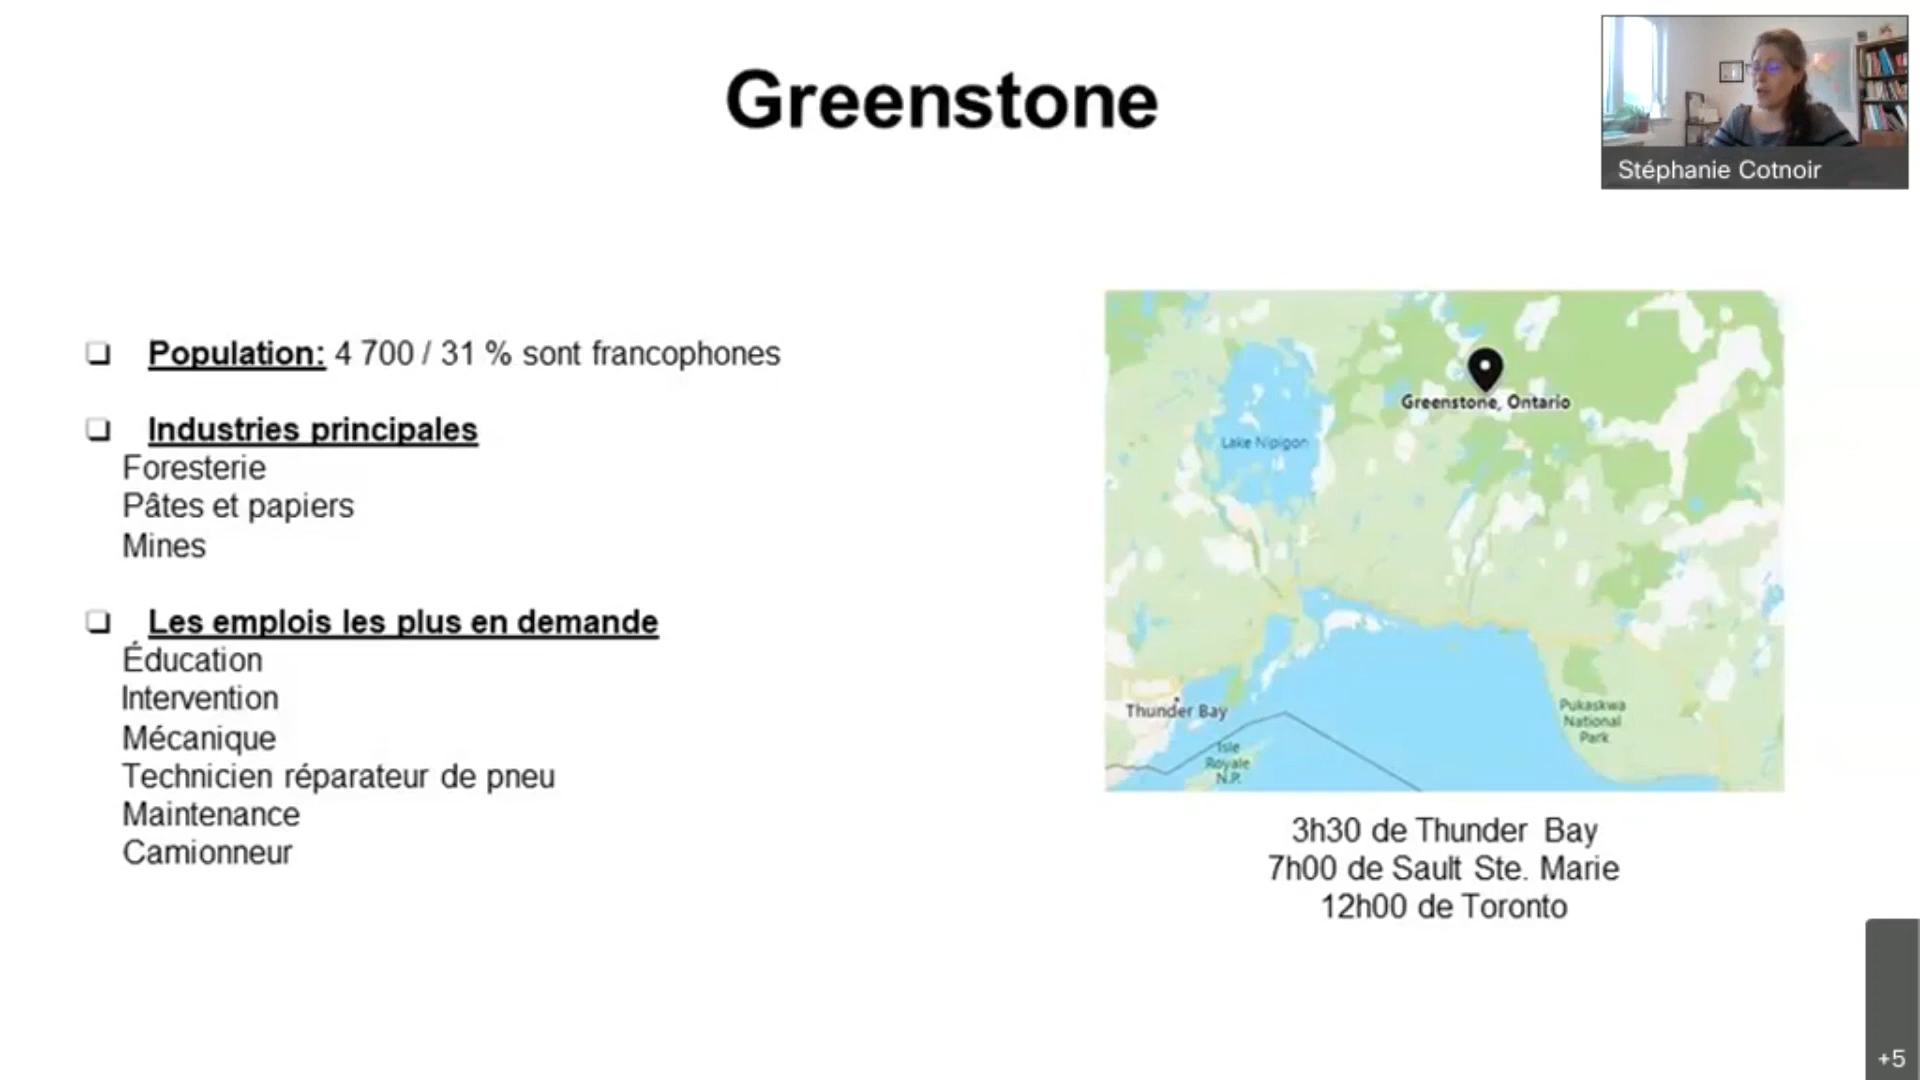 Greenstone
Stéphanie Cotnoir
❑ Population: 4 700 / 31 % sont francophones
❑ Industries principales
Foresterie
Pâtes et papiers
Mines
❑ Les emplois les plus en demande
Éducation
Intervention
Mécanique
Technicien réparateur de pneu
Maintenance
Camionneur
Greenstone, Ontario
Lake Nipigon
Thunder Bay
Isle
Royale
N.P.
Pukaskwa
National
Park
3h30 de Thunder Bay
7h00 de Sault Ste. Marie
12h00 de Toronto
+5